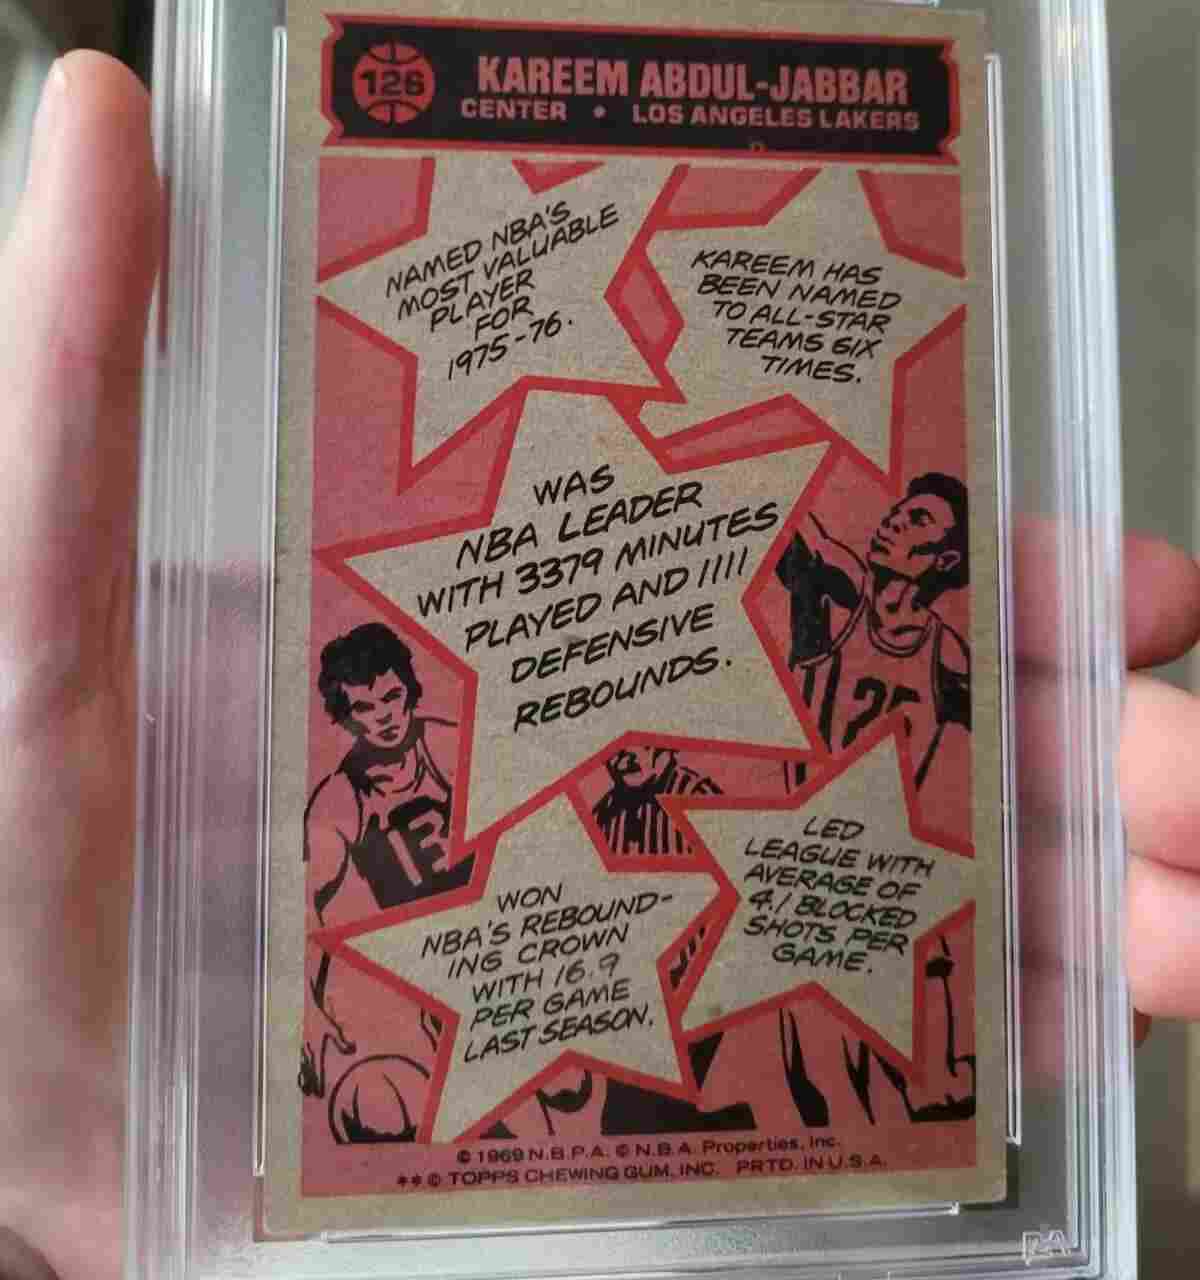 126
KAREEM ABDUL-JABBAR
CENTER • LOS ANGELES LAKERS
NAMED NBA'S
MOST VALUABLE
PLAYER
FOR
1975-76.
KAREEM HAS
BEEN NAMED
TO ALL-STAR
TEAMS SIX
TIMES.
WAS
NBA LEADER
WITH 3379 MINUTES
PLAYED AND 1111
DEFENSIVE
REBOUNDS.
WON
NBA'S REBOUND-
ING CROWN
WITH 16.9
PER GAME
LAST SEASON.
LED
LEAGUE WITH
AVERAGE OF
4.1 BLOCKED
SHOTS PER
GAME.
© 1969 N.B.P.A. © N.B.A. Properties, Inc.
** © TOPPS CHEWING GUM, INC. PRTD. IN U.S.A.